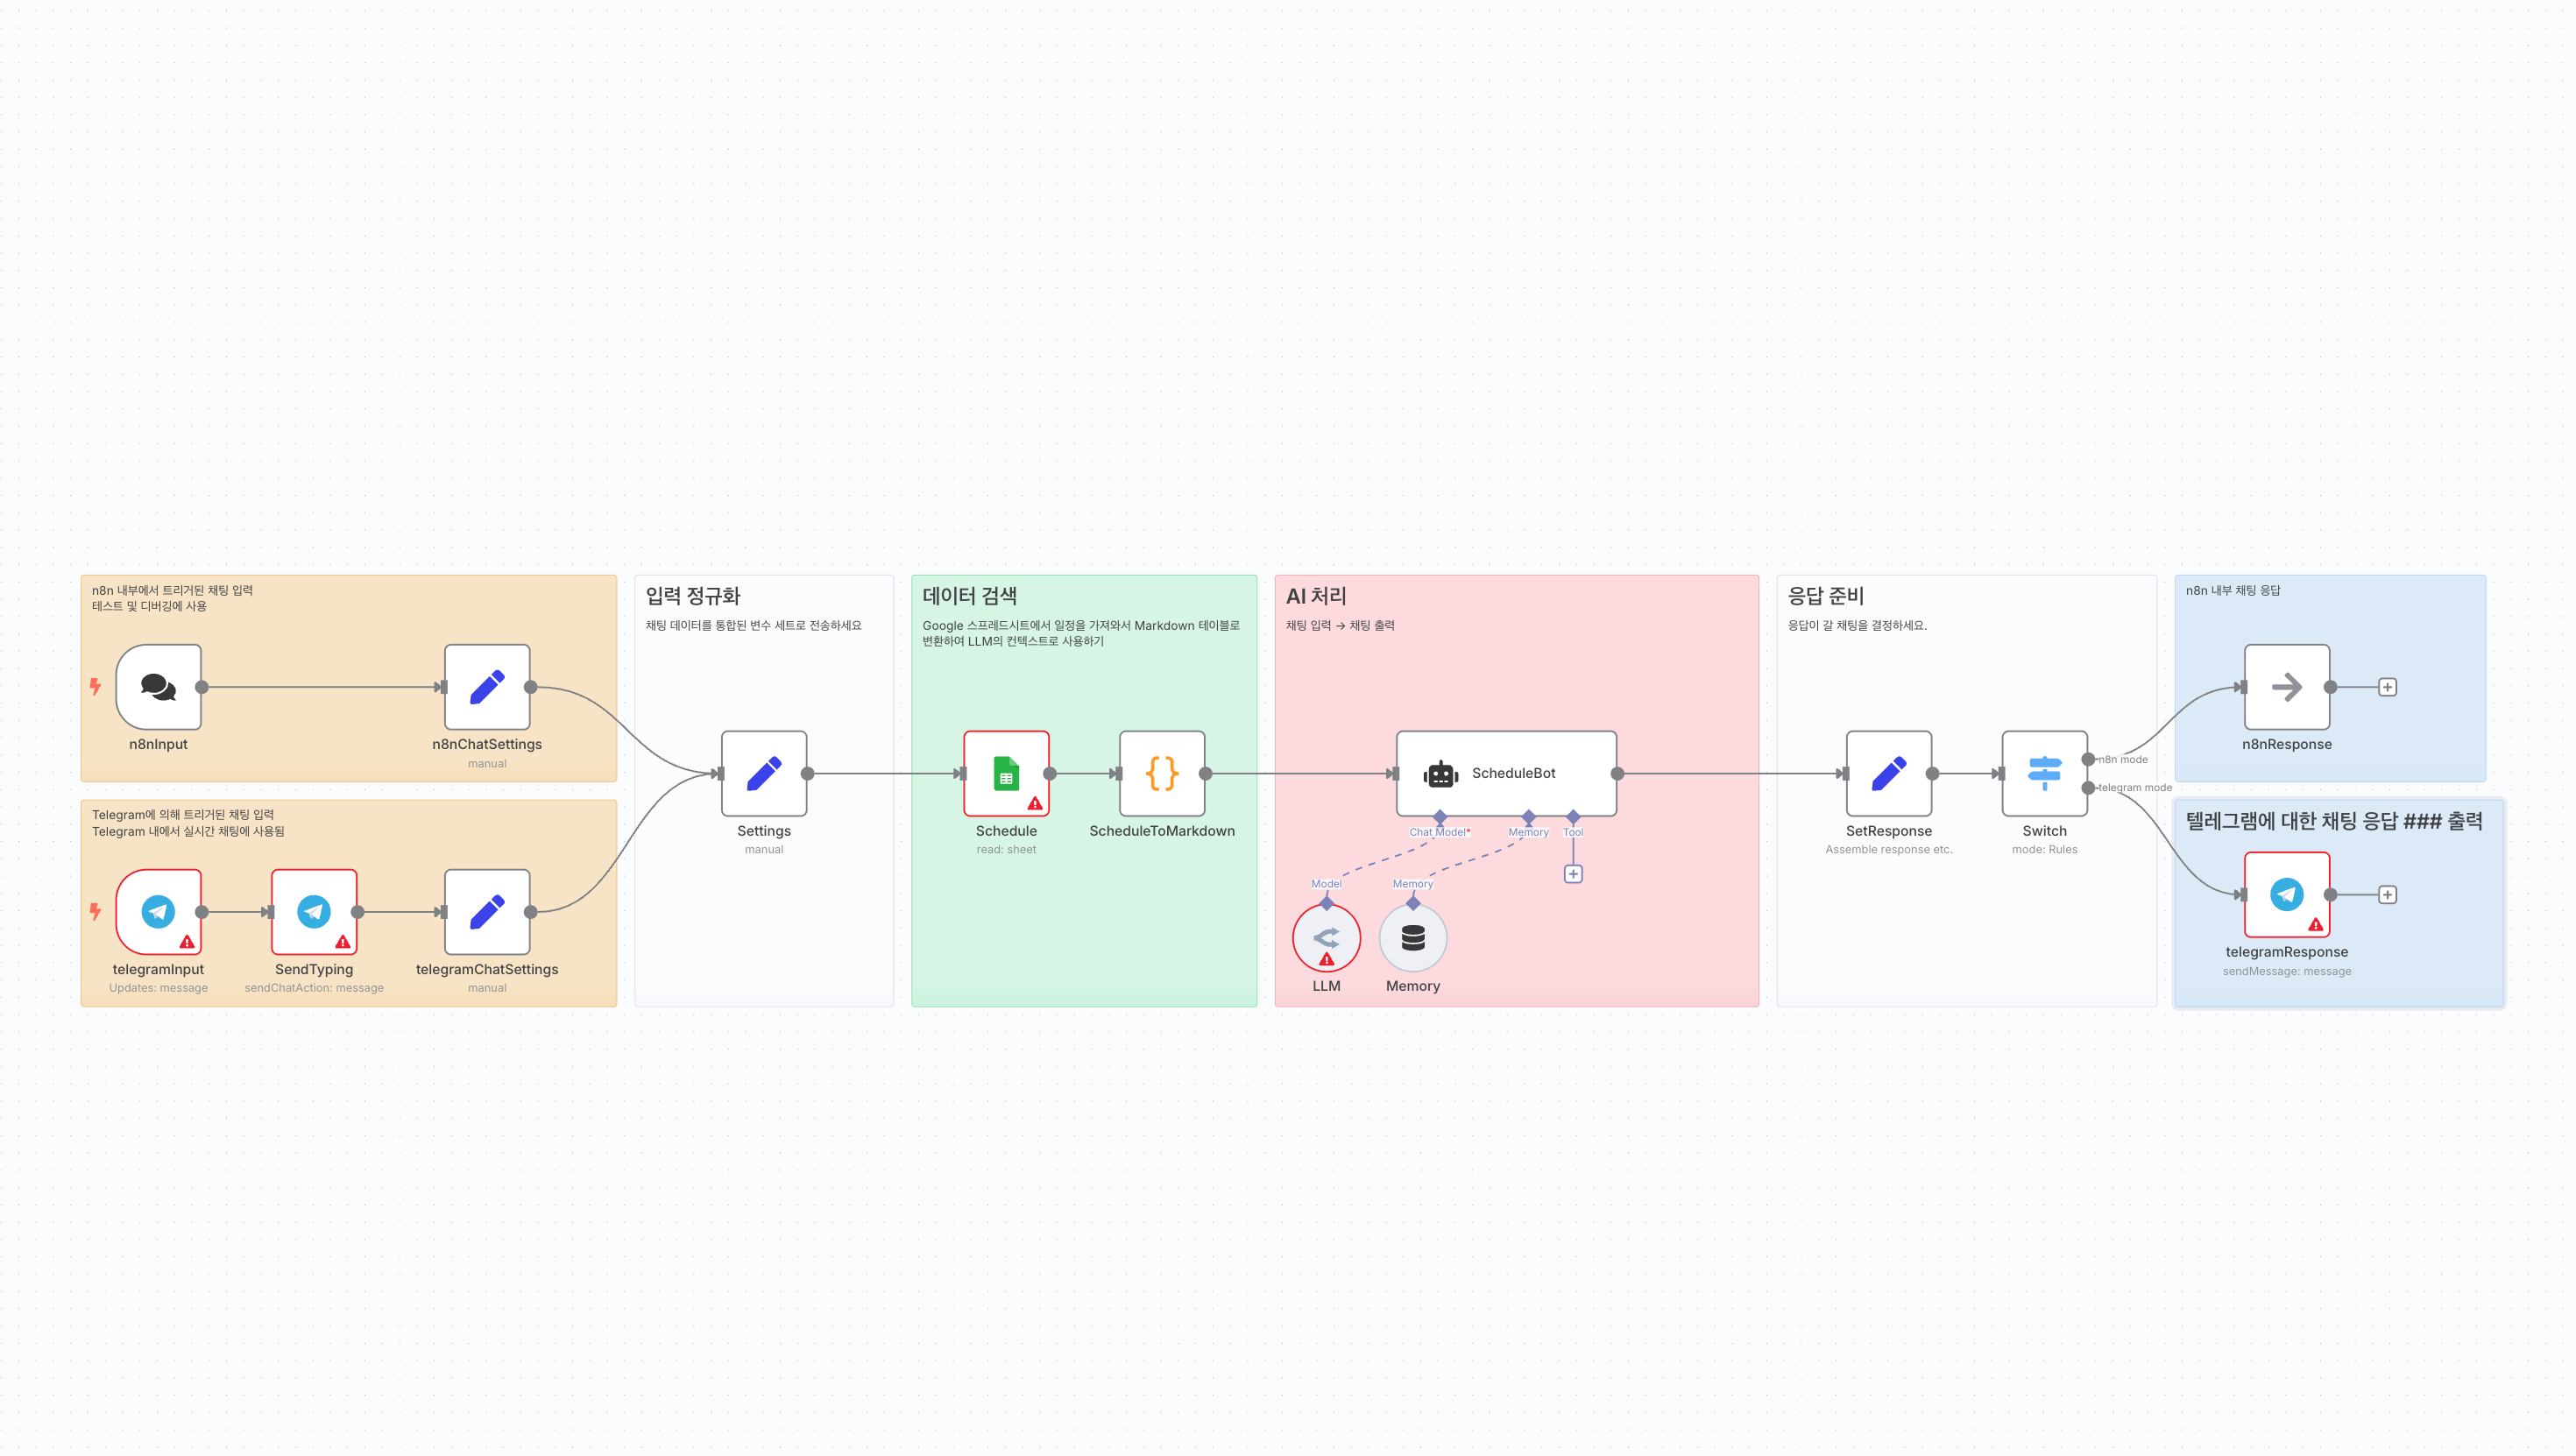 n8n 내부에서 트리거된 채팅 입력
테스트 및 디버깅에 사용
n8nInput
n8nChatSettings
manual
Telegram에 의해 트리거된 채팅 입력
Telegram 내에서 실시간 채팅에 사용됨
telegramInput
Updates: message
SendTyping
sendChatAction: message
telegramChatSettings
manual
입력 정규화
채팅 데이터를 통합된 변수 세트로 전송하세요
Settings
manual
데이터 검색
Google 스프레드시트에서 일정을 가져와서 Markdown 테이블로
변환하여 LLM의 컨텍스트로 사용하기
Schedule
read: sheet
ScheduleToMarkdown
AI 처리
채팅 입력 → 채팅 출력
ScheduleBot
Chat Model*
Memory
Tool
Model
Memory
LLM
Memory
응답 준비
응답이 갈 채팅을 결정하세요.
SetResponse
Assemble response etc.
Switch
mode: Rules
n8n mode
telegram mode
n8n 내부 채팅 응답
n8nResponse
텔레그램에 대한 채팅 응답 ### 출력
telegramResponse
sendMessage: message